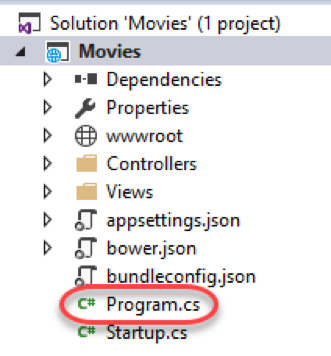 Solution 'Movies' (1 project)
Movies
Dependencies
Properties
wwwroot
Controllers
Views
appsettings.json
bower.json
bundleconfig.json
C# Program.cs
C# Startup.cs